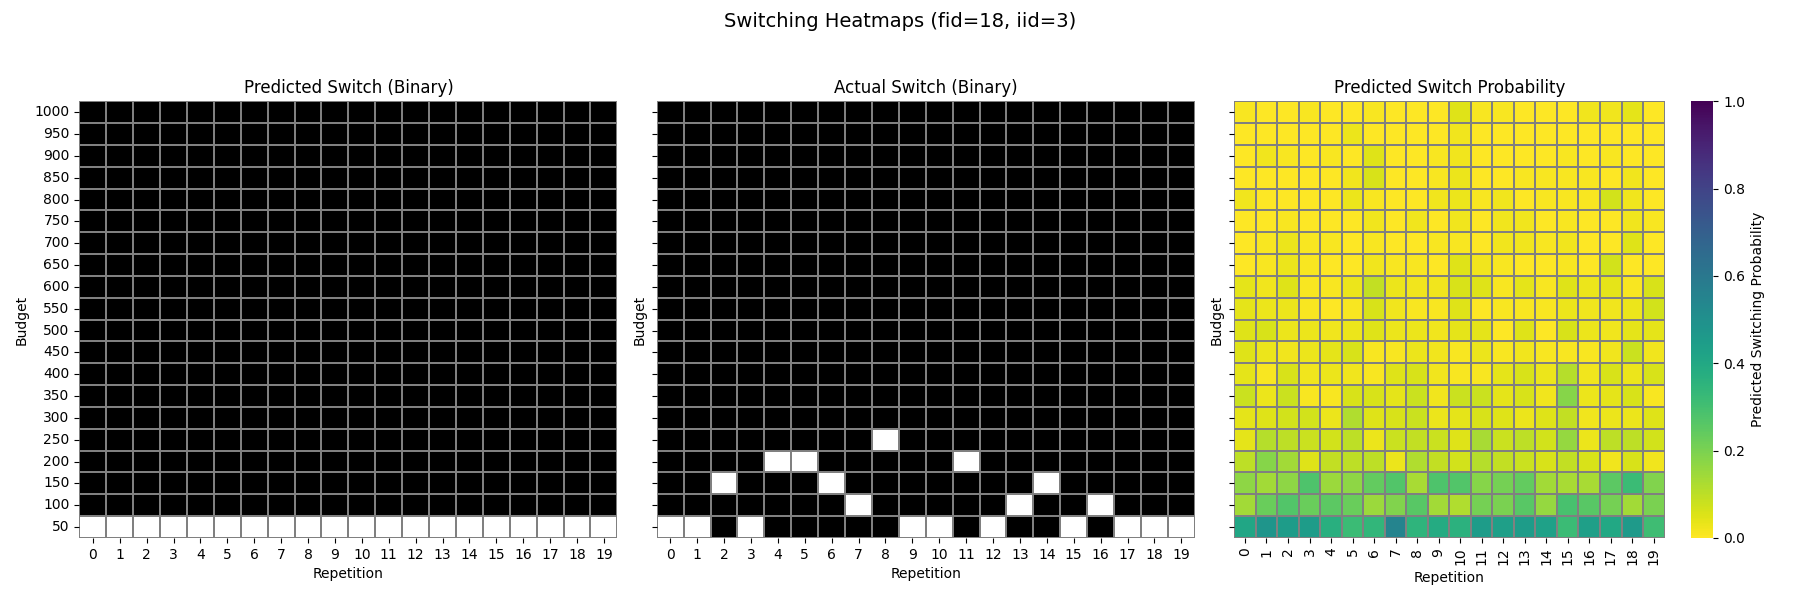 Switching Heatmaps (fid=18, iid=3)
Predicted Switch (Binary)
Budget
1000
950
900
850
800
750
700
650
600
550
500
450
400
350
300
250
200
150
100
50
0 1 2 3 4 5 6 7 8 9 10 11 12 13 14 15 16 17 18 19
Repetition
Actual Switch (Binary)
Budget
0 1 2 3 4 5 6 7 8 9 10 11 12 13 14 15 16 17 18 19
Repetition
Predicted Switch Probability
Budget
0 1 2 3 4 5 6 7 8 9 10 11 12 13 14 15 16 17 18 19
Repetition
1.0
0.8
0.6
0.4
0.2
0.0
Predicted Switching Probability